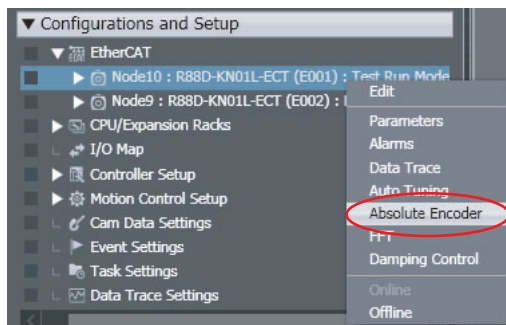 Configurations and Setup
EtherCAT
Node10 : R88D-KN01L-ECT (E001) : Test Run Mode
Node9 : R88D-KN01L-ECT (E002) :
CPU/Expansion Racks
I/O Map
Controller Setup
Motion Control Setup
Cam Data Settings
Event Settings
Task Settings
Data Trace Settings
Edit
Parameters
Alarms
Data Trace
Auto Tuning
Absolute Encoder
FFT
Damping Control
Online
Offline